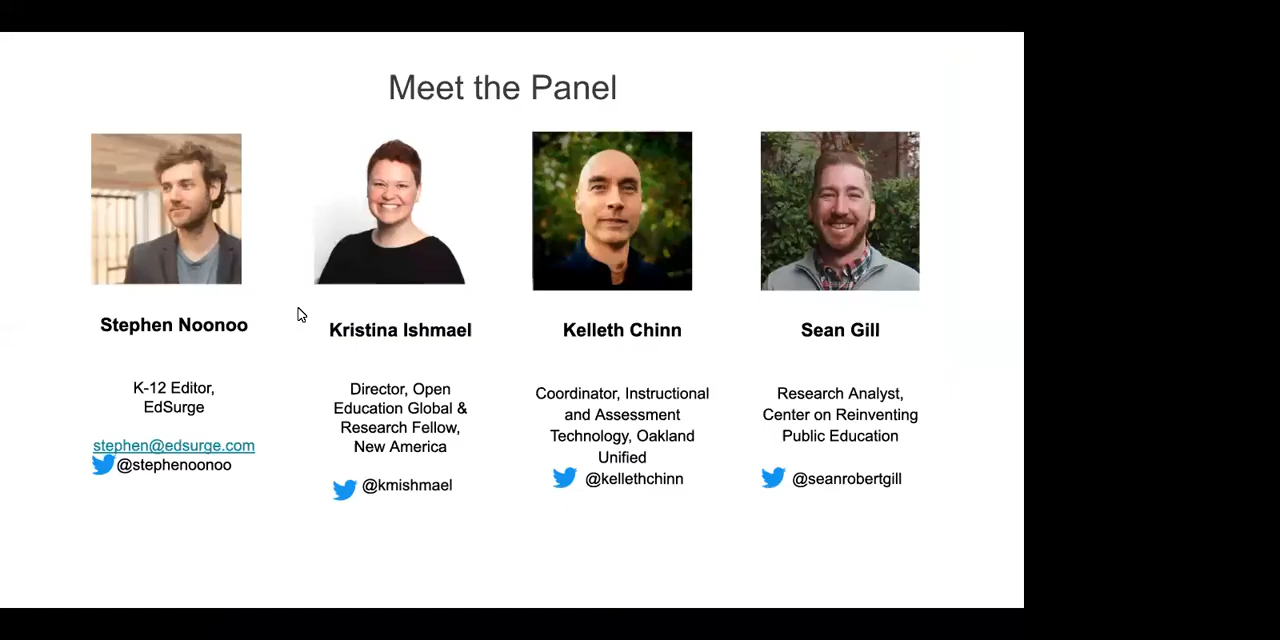 Meet the Panel
Stephen Noonoo
K-12 Editor,
EdSurge
stephen@edsurge.com
@stephenoonoo
Kristina Ishmael
Director, Open
Education Global &
Research Fellow,
New America
@kmishmael
Kelleth Chinn
Coordinator, Instructional
and Assessment
Technology, Oakland
Unified
@kellethchinn
Sean Gill
Research Analyst,
Center on Reinventing
Public Education
@seanrobertgill